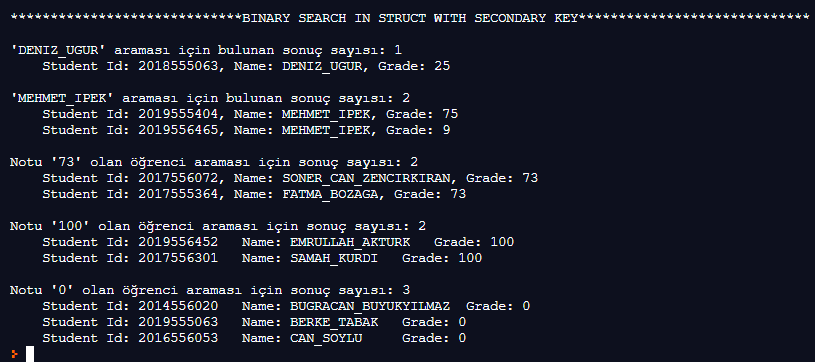 *****************************BINARY SEARCH IN STRUCT WITH SECONDARY KEY*****************************
'DENIZ_UGUR' araması için bulunan sonuç sayısı: 1
Student Id: 2018555063, Name: DENIZ_UGUR, Grade: 25
'MEHMET_IPEK' araması için bulunan sonuç sayısı: 2
Student Id: 2019555404, Name: MEHMET_IPEK, Grade: 75
Student Id: 2019556465, Name: MEHMET_IPEK, Grade: 9
Notu '73' olan öğrenci araması için sonuç sayısı: 2
Student Id: 2017556072, Name: SONER_CAN_ZENCIRKIRAN, Grade: 73
Student Id: 2017555364, Name: FATMA_BOZAGA, Grade: 73
Notu '100' olan öğrenci araması için sonuç sayısı: 2
Student Id: 2019556452   Name: EMRULLAH_AKTURK   Grade: 100
Student Id: 2017556301   Name: SAMAH_KURDI   Grade: 100
Notu '0' olan öğrenci araması için sonuç sayısı: 3
Student Id: 2014556020   Name: BUGRACAN_BUYUKYILMAZ  Grade: 0
Student Id: 2019555063   Name: BERKE_TABAK   Grade: 0
Student Id: 2016556053   Name: CAN_SOYLU     Grade: 0